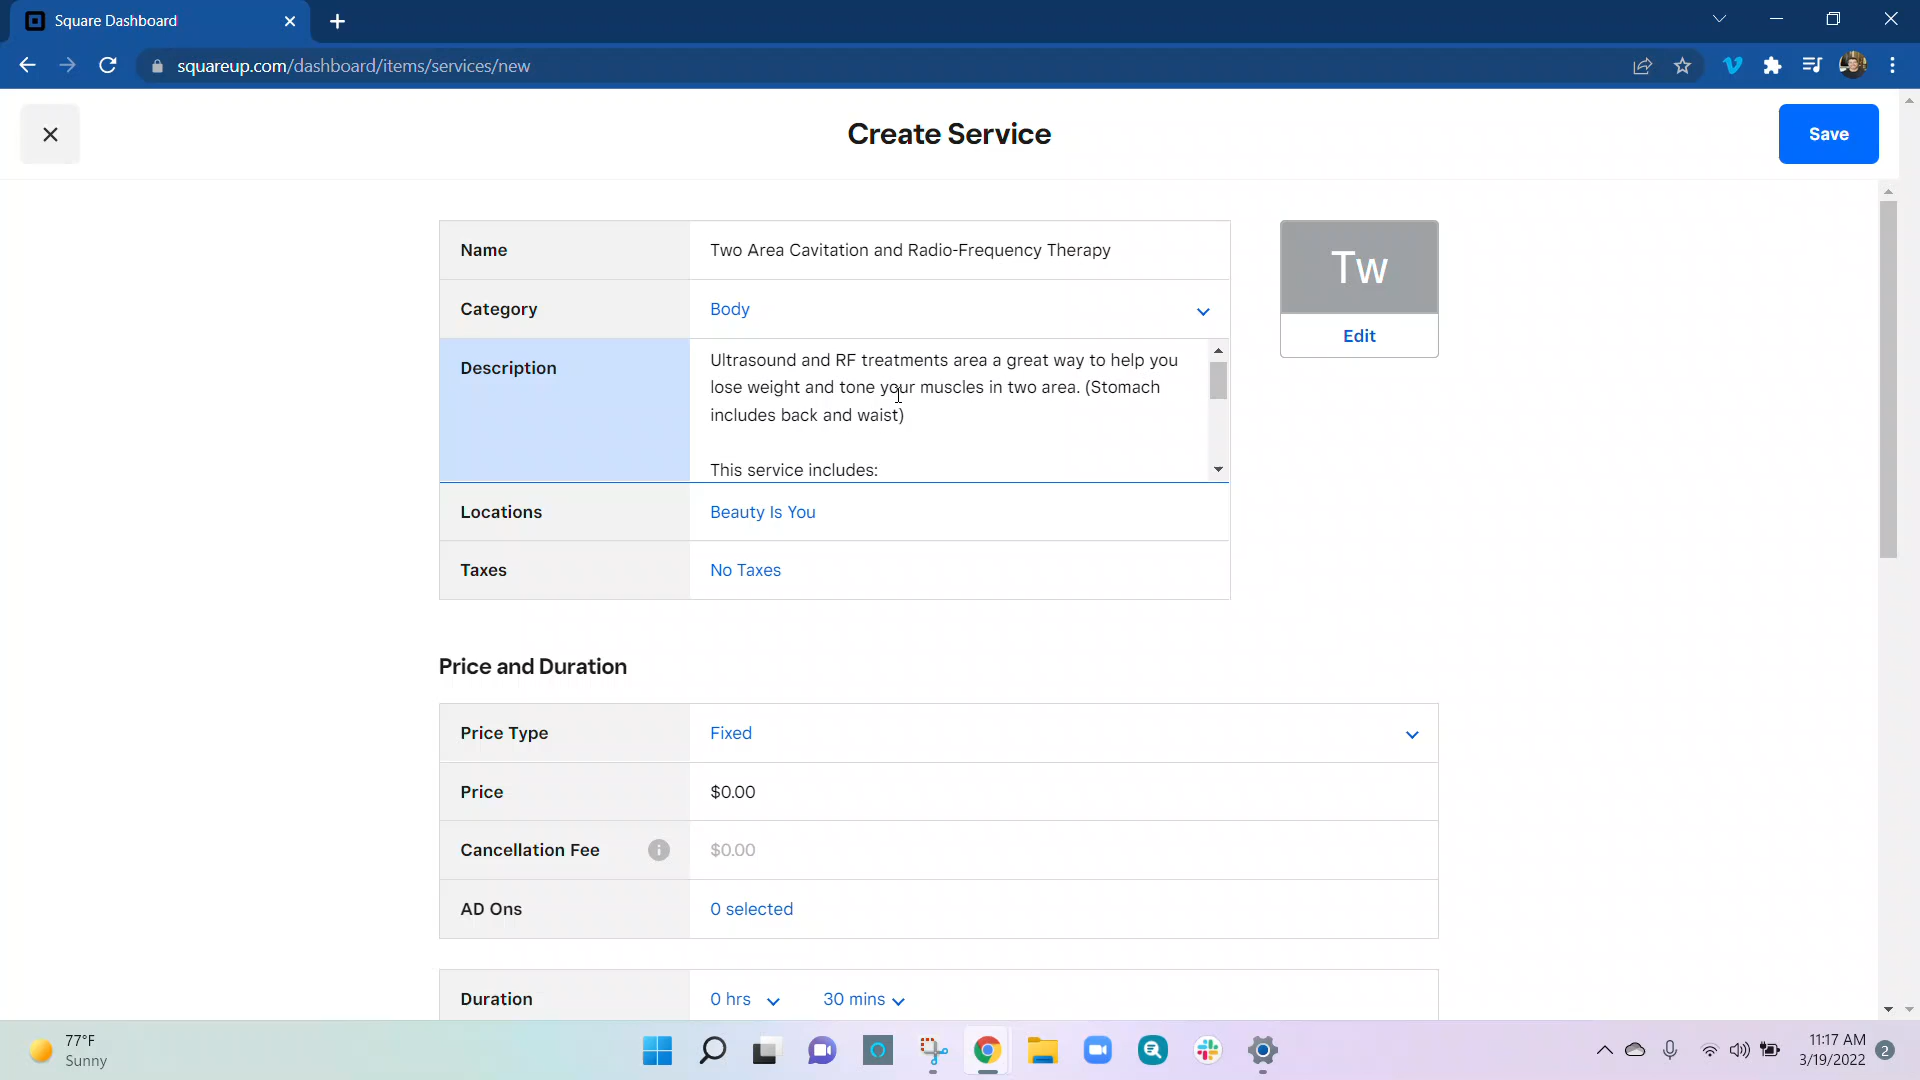 Square Dashboard
squareup.com/dashboard/items/services/new
Create Service
Save
Name
Two Area Cavitation and Radio-Frequency Therapy
Tw
Edit
Category
Body
Description
Ultrasound and RF treatments area a great way to help you
lose weight and tone your muscles in two area. (Stomach
includes back and waist)
This service includes:
Locations
Beauty Is You
Taxes
No Taxes
Price and Duration
Price Type
Fixed
Price
$0.00
Cancellation Fee
$0.00
AD Ons
0 selected
Duration
0 hrs
30 mins
77°F
Sunny
11:17 AM
3/19/2022
2